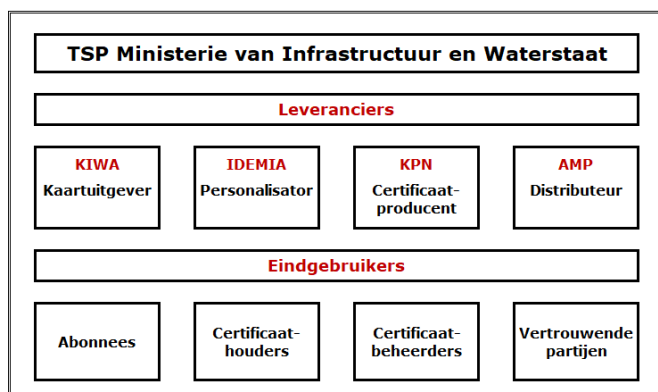 TSP Ministerie van Infrastructuur en Waterstaat
Leveranciers
KIWA
Kaartuitgever
IDEMIA
Personalisator
KPN
Certificaat-
producent
AMP
Distributeur
Eindgebruikers
Abonnees
Certificaat-
houders
Certificaat-
beheerders
Vertrouwende
partijen